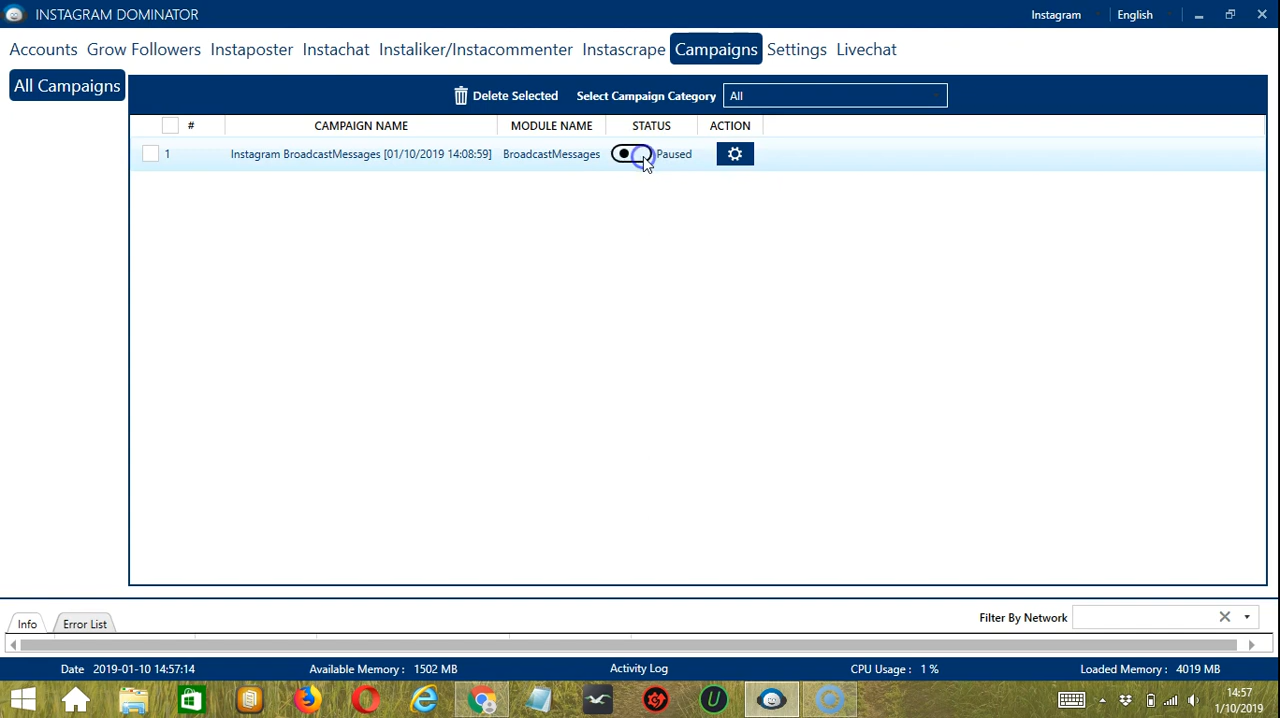 INSTAGRAM DOMINATOR
Instagram English
Accounts Grow Followers Instaposter Instachat Instaliker/Instacommenter Instascrape Campaigns Settings Livechat
All Campaigns
Delete Selected Select Campaign Category All
# CAMPAIGN NAME MODULE NAME STATUS ACTION
1 Instagram BroadcastMessages [01/10/2019 14:08:59] BroadcastMessages Paused
Info Error List Filter By Network
Date 2019-01-10 14:57:14 Available Memory : 1502 MB Activity Log CPU Usage : 1 % Loaded Memory : 4019 MB
14:57
1/10/2019